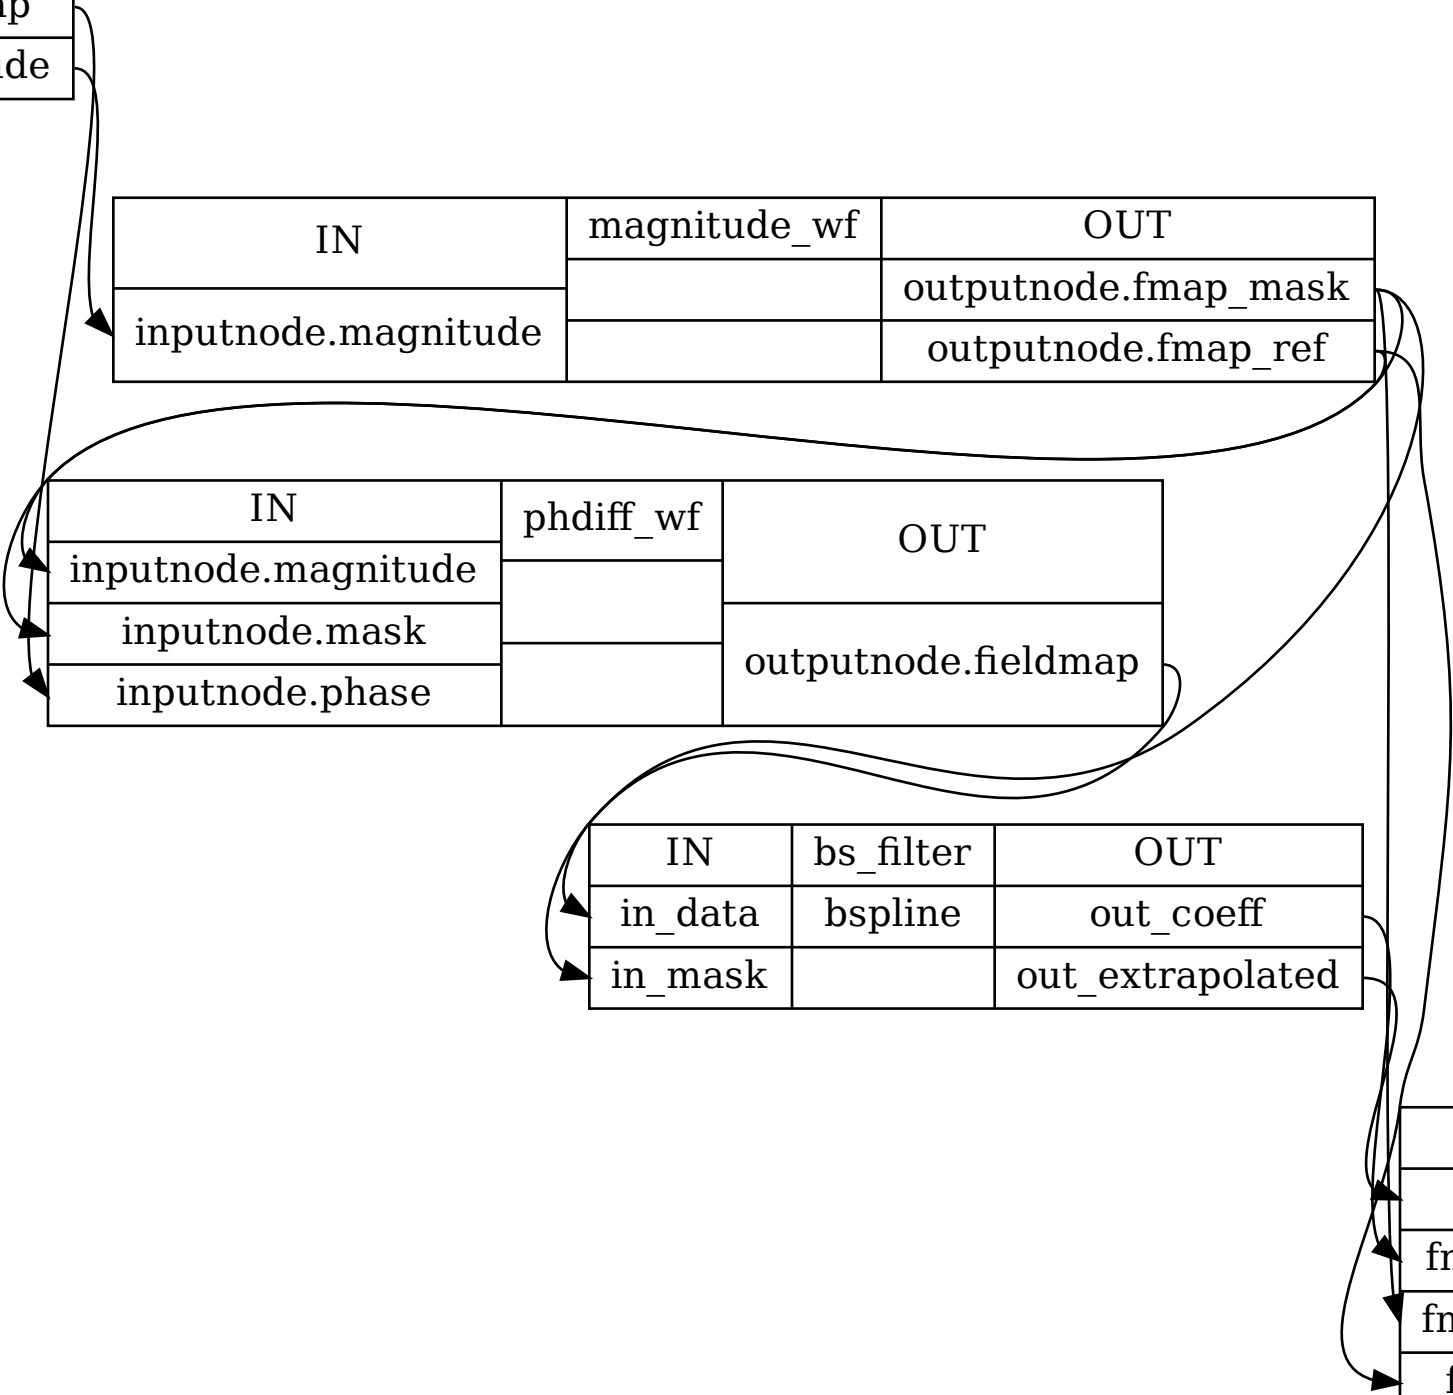 IN magnitude_wf OUT
outputnode.fmap_mask
inputnode.magnitude
outputnode.fmap_ref
IN phdiff_wf OUT
inputnode.magnitude
inputnode.mask
outputnode.fieldmap
inputnode.phase
IN bs_filter OUT
in_data bspline out_coeff
in_mask out_extrapolated